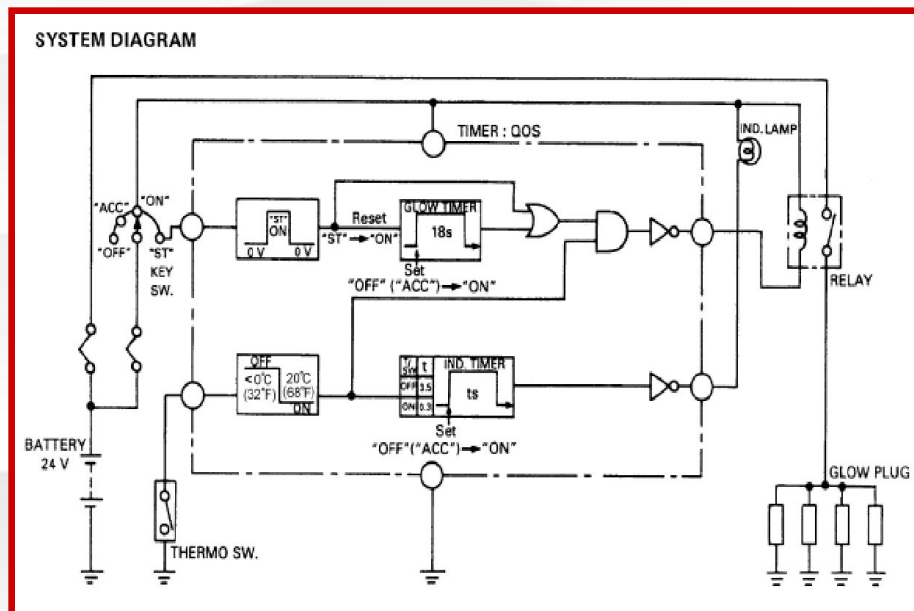 SYSTEM DIAGRAM
TIMER : QOS
IND. LAMP
"ACC"
"ON"
"OFF"
"ST"
KEY
SW.
"ST"
ON
0 V 0 V
Reset
"ST" → "ON"
GLOW TIMER
18s
Set
"OFF" ("ACC") → "ON"
RELAY
OFF
<0°C
(32°F)
20°C
(68°F)
ON
IND. TIMER
SW t
OFF 3.5
ON 0.3
ts
Set
"OFF"("ACC") → "ON"
BATTERY
24 V
THERMO SW.
GLOW PLUG